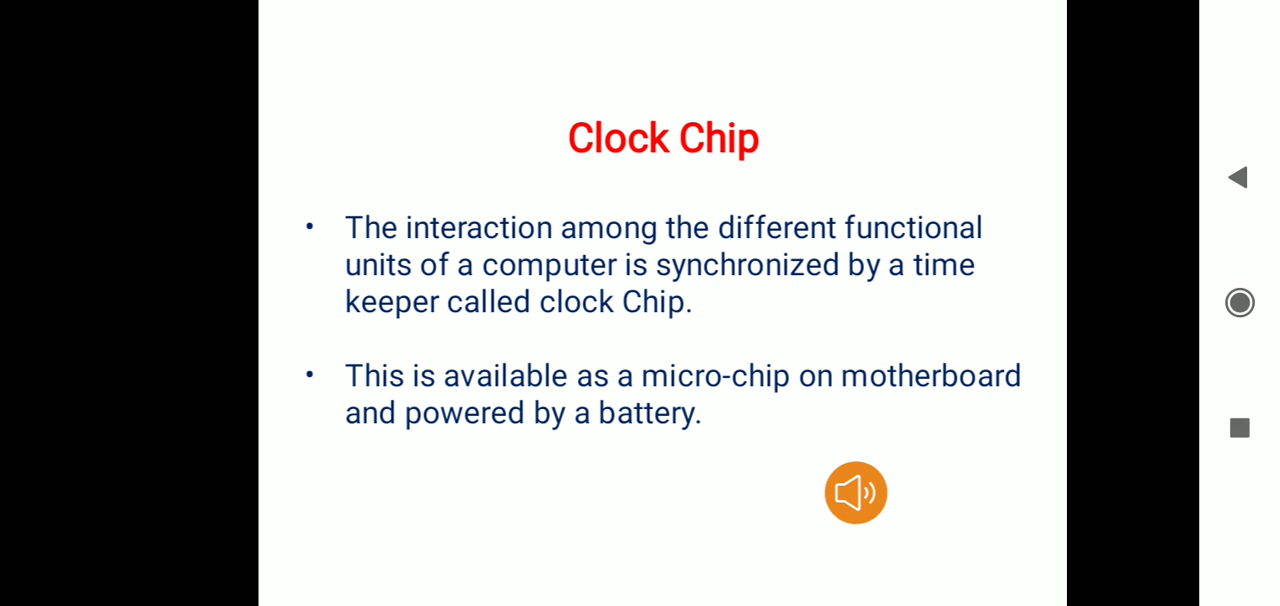 Clock Chip
• The interaction among the different functional
units of a computer is synchronized by a time
keeper called clock Chip.
• This is available as a micro-chip on motherboard
and powered by a battery.